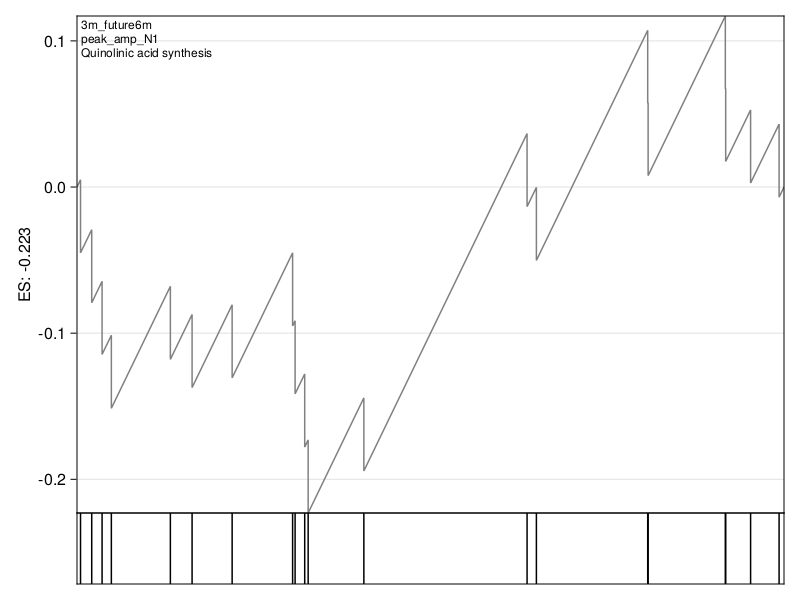 3m_future6m
peak_amp_N1
Quinolinic acid synthesis
0.1
0.0
-0.1
-0.2
ES: -0.223